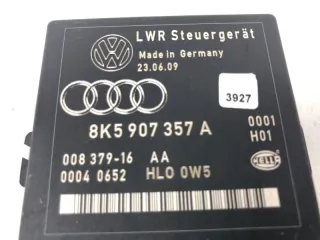 LWR Steuergerät
Made in Germany
23.06.09
3927
8K5 907 357 A
0001
H01
008 379-16 AA
0004 0652 HLO 0W5
HELLA